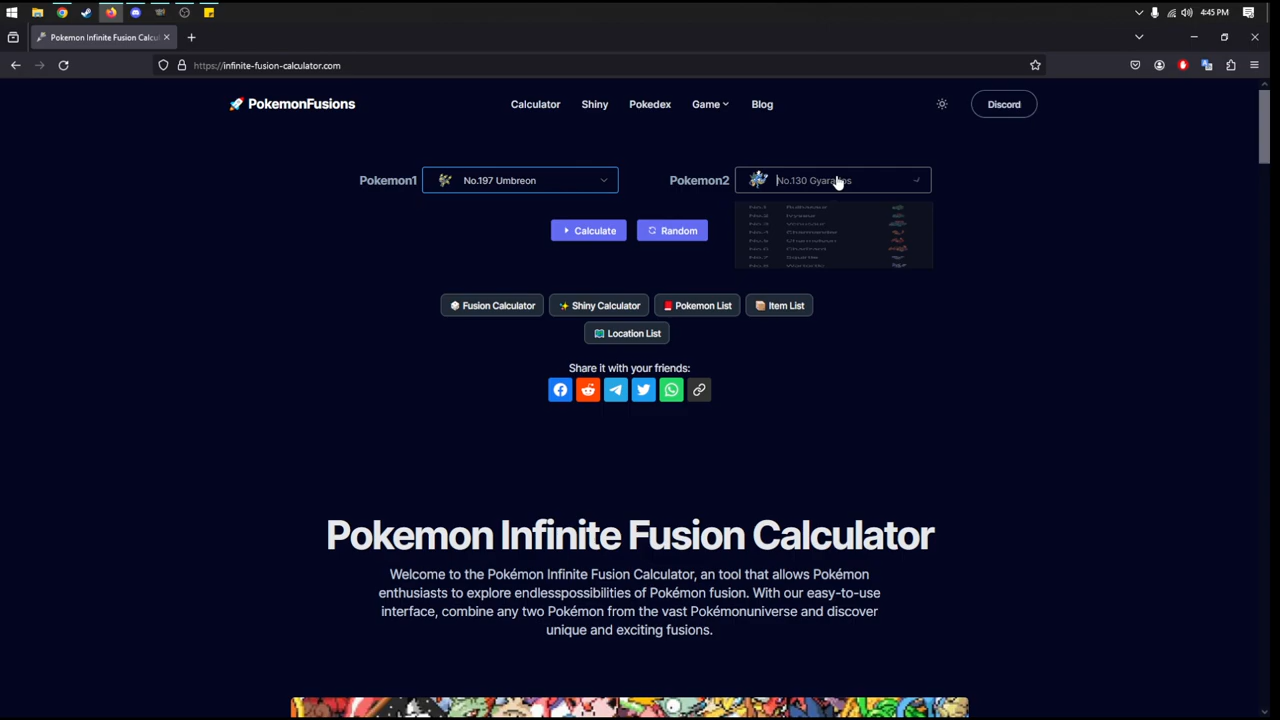 4:45 PM
Pokemon Infinite Fusion Calcul
https://infinite-fusion-calculator.com
PokemonFusions
Calculator
Shiny
Pokedex
Game
Blog
Discord
Pokemon1
No.197 Umbreon
Pokemon2
No.130 Gyarados
Calculate
Random
Fusion Calculator
Shiny Calculator
Pokemon List
Item List
Location List
Share it with your friends:
Pokemon Infinite Fusion Calculator
Welcome to the Pokémon Infinite Fusion Calculator, an tool that allows Pokémon
enthusiasts to explore endlesspossibilities of Pokémon fusion. With our easy-to-use
interface, combine any two Pokémon from the vast Pokémonuniverse and discover
unique and exciting fusions.